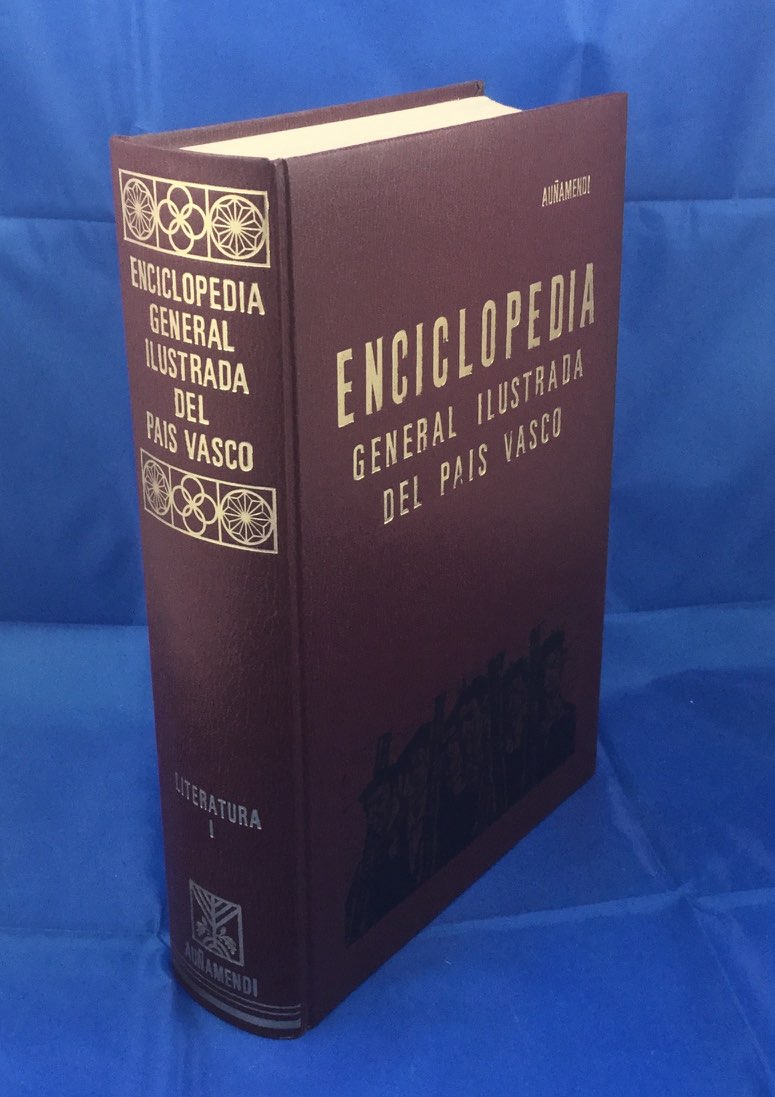 ENCICLOPEDIA
GENERAL
ILUSTRADA
DEL
PAIS VASCO
LITERATURA
I
AUÑAMENDI
AUÑAMENDI
ENCICLOPEDIA
GENERAL ILUSTRADA
DEL PAIS VASCO